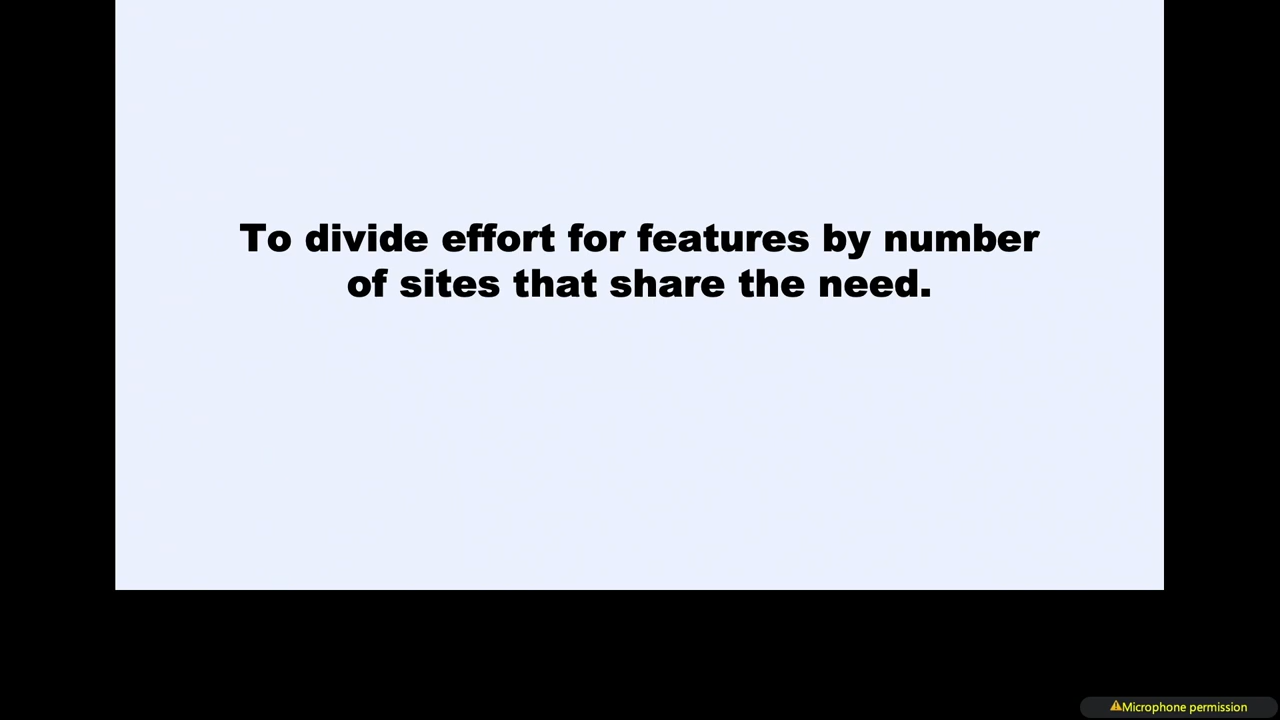 To divide effort for features by number
of sites that share the need.
⚠Microphone permission